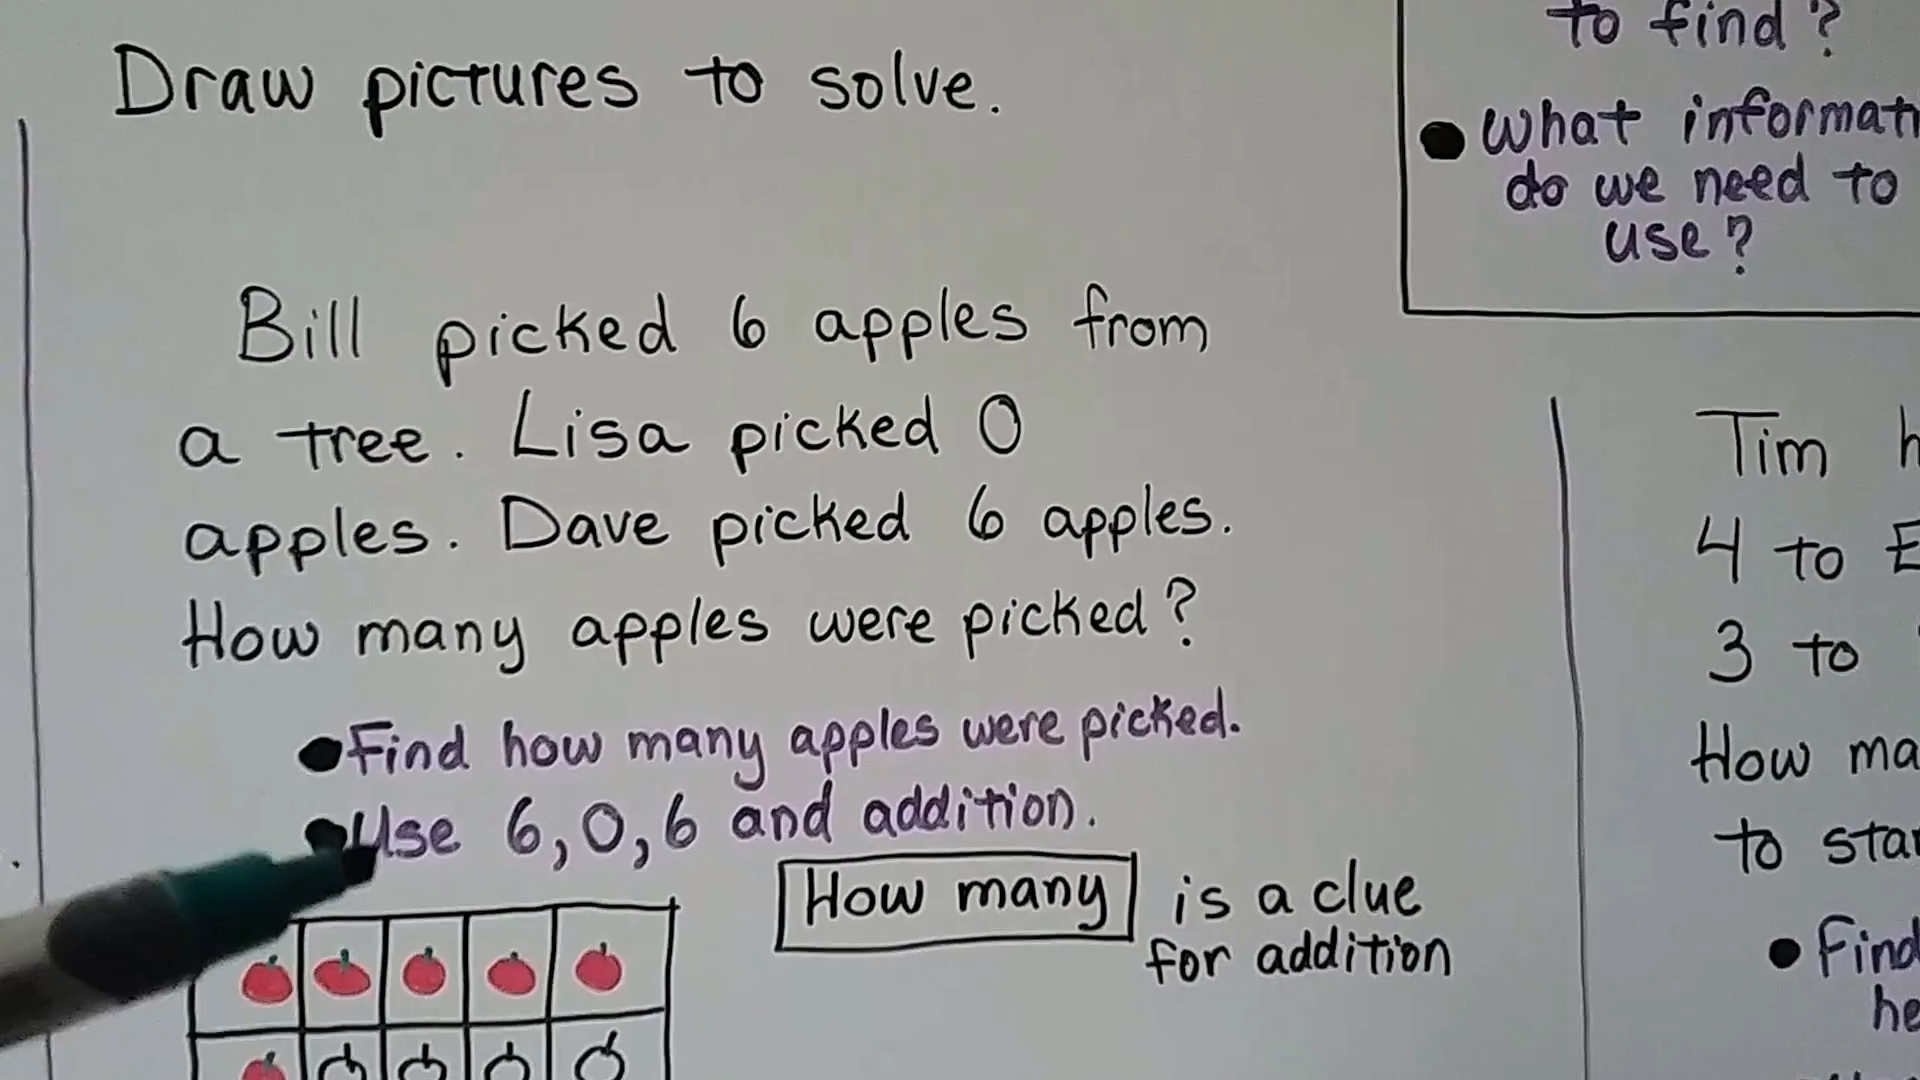 Draw pictures to solve.
Bill picked 6 apples from
a tree. Lisa picked 0
apples. Dave picked 6 apples.
How many apples were picked?
●Find how many apples were picked.
●Use 6, 0, 6 and addition.
How many is a clue
for addition
to find?
●What informati
do we need to
use?
Tim h
4 to E
3 to
How ma
to star
●Find
he